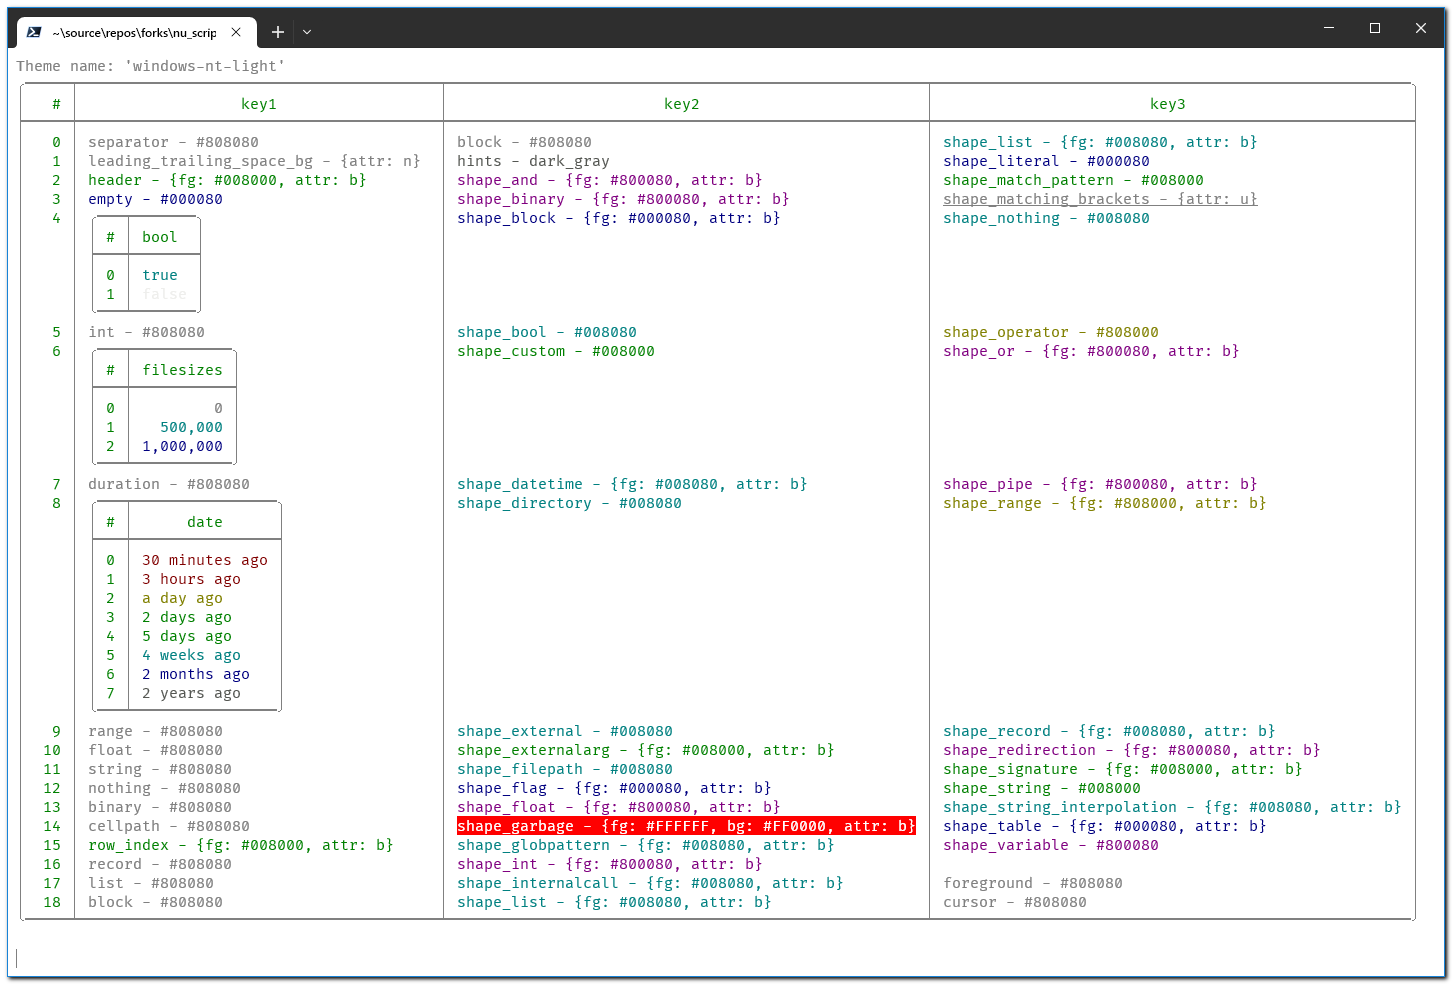 ~\source\repos\forks\nu_scrip
Theme name: 'windows-nt-light'
# key1 key2 key3
0 separator - #808080 block - #808080 shape_list - {fg: #008080, attr: b}
1 leading_trailing_space_bg - {attr: n} hints - dark_gray shape_literal - #000080
2 header - {fg: #008000, attr: b} shape_and - {fg: #800080, attr: b} shape_match_pattern - #008000
3 empty - #000080 shape_binary - {fg: #800080, attr: b} shape_matching_brackets - {attr: u}
4 shape_block - {fg: #000080, attr: b} shape_nothing - #008080
# bool
0 true
1 false
5 int - #808080 shape_bool - #008080 shape_operator - #808000
6 shape_custom - #008000 shape_or - {fg: #800080, attr: b}
# filesizes
0 0
1 500,000
2 1,000,000
7 duration - #808080 shape_datetime - {fg: #008080, attr: b} shape_pipe - {fg: #800080, attr: b}
8 shape_directory - #008080 shape_range - {fg: #808000, attr: b}
# date
0 30 minutes ago
1 3 hours ago
2 a day ago
3 2 days ago
4 5 days ago
5 4 weeks ago
6 2 months ago
7 2 years ago
9 range - #808080 shape_external - #008080 shape_record - {fg: #008080, attr: b}
10 float - #808080 shape_externalarg - {fg: #008000, attr: b} shape_redirection - {fg: #800080, attr: b}
11 string - #808080 shape_filepath - #008080 shape_signature - {fg: #008000, attr: b}
12 nothing - #808080 shape_flag - {fg: #000080, attr: b} shape_string - #008000
13 binary - #808080 shape_float - {fg: #800080, attr: b} shape_string_interpolation - {fg: #008080, attr: b}
14 cellpath - #808080 shape_garbage - {fg: #FFFFFF, bg: #FF0000, attr: b} shape_table - {fg: #000080, attr: b}
15 row_index - {fg: #008000, attr: b} shape_globpattern - {fg: #008080, attr: b} shape_variable - #800080
16 record - #808080 shape_int - {fg: #800080, attr: b}
17 list - #808080 shape_internalcall - {fg: #008080, attr: b} foreground - #808080
18 block - #808080 shape_list - {fg: #008080, attr: b} cursor - #808080